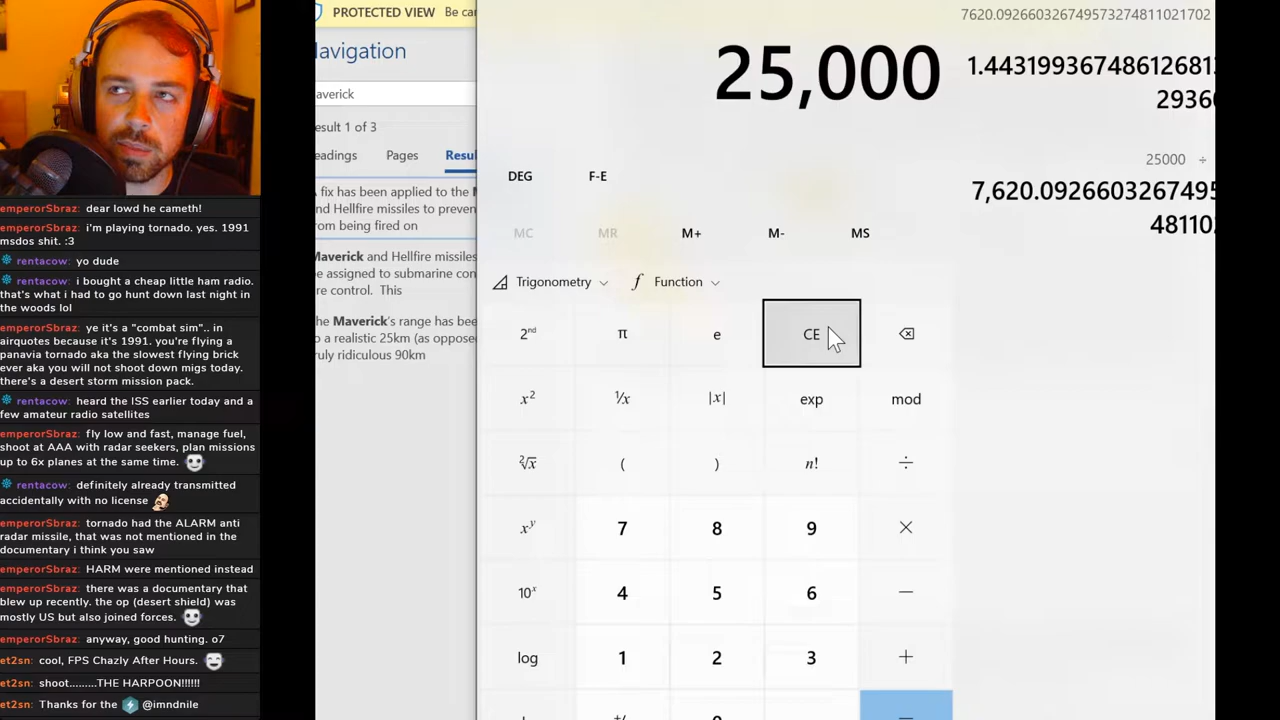 emperorSbraz: dear lowd he cameth!
emperorSbraz: i'm playing tornado. yes. 1991
msdos shit. :3
rentacow: yo dude
rentacow: i bought a cheap little ham radio.
that's what i had to go hunt down last night in
the woods lol
emperorSbraz: ye it's a "combat sim".. in
airquotes because it's 1991. you're flying a
panavia tornado aka the slowest flying brick
ever aka you will not shoot down migs today.
there's a desert storm mission pack.
rentacow: heard the ISS earlier today and a
few amateur radio satellites
emperorSbraz: fly low and fast, manage fuel,
shoot at AAA with radar seekers, plan missions
up to 6x planes at the same time.
rentacow: definitely already transmitted
accidentally with no license
emperorSbraz: tornado had the ALARM anti
radar missile, that was not mentioned in the
documentary i think you saw
emperorSbraz: HARM were mentioned instead
emperorSbraz: there was a documentary that
blew up recently. the op (desert shield) was
mostly US but also joined forces.
emperorSbraz: anyway, good hunting. o7
et2sn: cool, FPS Chazly After Hours.
et2sn: shoot.........THE HARPOON!!!!!!
et2sn: Thanks for the @imndnile
PROTECTED VIEW Be car
Navigation
averick
esult 1 of 3
eadings Pages Resul
fix has been applied to the M
nd Hellfire missiles to preven
rom being fired on
Maverick and Hellfire missiles
e assigned to submarine con
re control. This
he Maverick's range has bee
o a realistic 25km (as oppose
ruly ridiculous 90km
25,000
DEG F-E
MC MR M+ M- MS
Trigonometry Function
2nd π e CE
x2 1/x |x| exp mod
2√x ( ) n! ÷
xy 7 8 9 ×
10x 4 5 6 −
log 1 2 3 +
7620.092660326749573274811021702
1.44319936748612681
2936
25000 ÷
7,620.0926603267495
48110